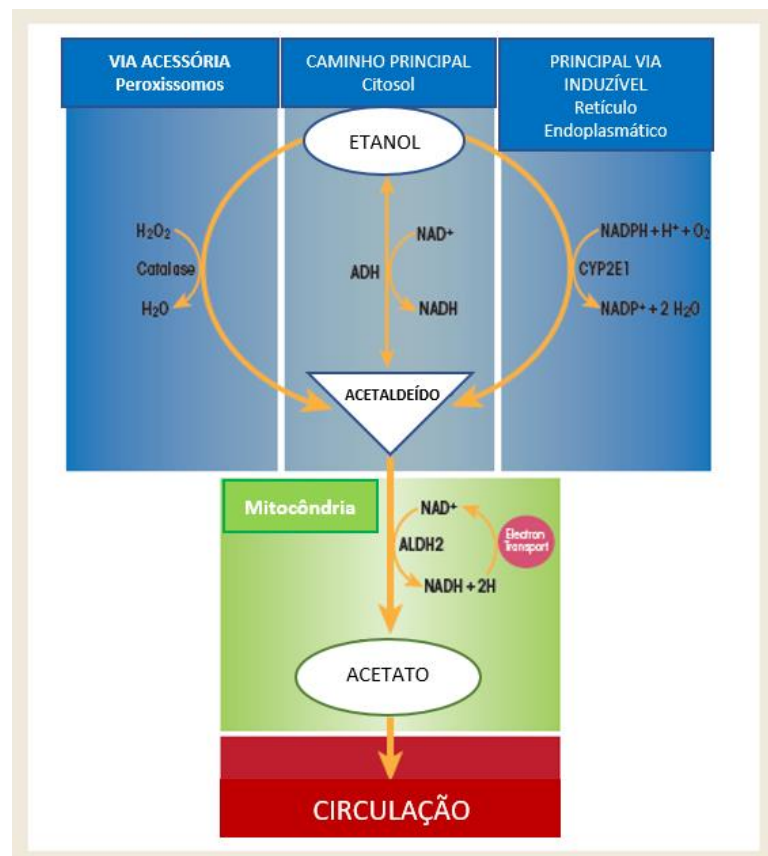 VIA ACESSÓRIA
Peroxissomos
CAMINHO PRINCIPAL
Citosol
PRINCIPAL VIA
INDUZÍVEL
Retículo
Endoplasmático
ETANOL
H₂O₂
Catalase
H₂O
NAD⁺
ADH
NADH
NADPH + H⁺ + O₂
CYP2E1
NADP⁺ + 2 H₂O
ACETALDEÍDO
Mitocôndria
NAD⁺
ALDH2
NADH + 2H
Electron
Transport
ACETATO
CIRCULAÇÃO